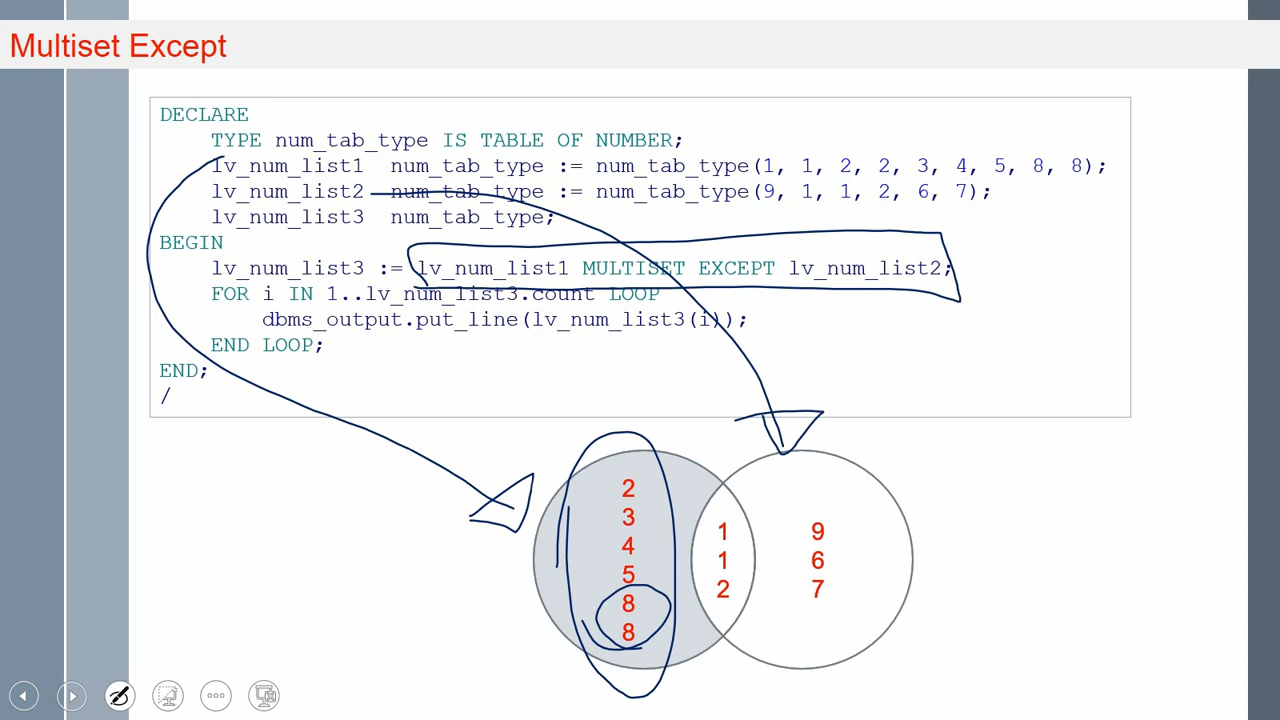 Multiset Except
DECLARE
TYPE num_tab_type IS TABLE OF NUMBER;
lv_num_list1 num_tab_type := num_tab_type(1, 1, 2, 2, 3, 4, 5, 8, 8);
lv_num_list2 num_tab_type := num_tab_type(9, 1, 1, 2, 6, 7);
lv_num_list3 num_tab_type;
BEGIN
lv_num_list3 := lv_num_list1 MULTISET EXCEPT lv_num_list2;
FOR i IN 1..lv_num_list3.count LOOP
dbms_output.put_line(lv_num_list3(i));
END LOOP;
END;
/
2
3
4
5
8
8
1
1
2
9
6
7